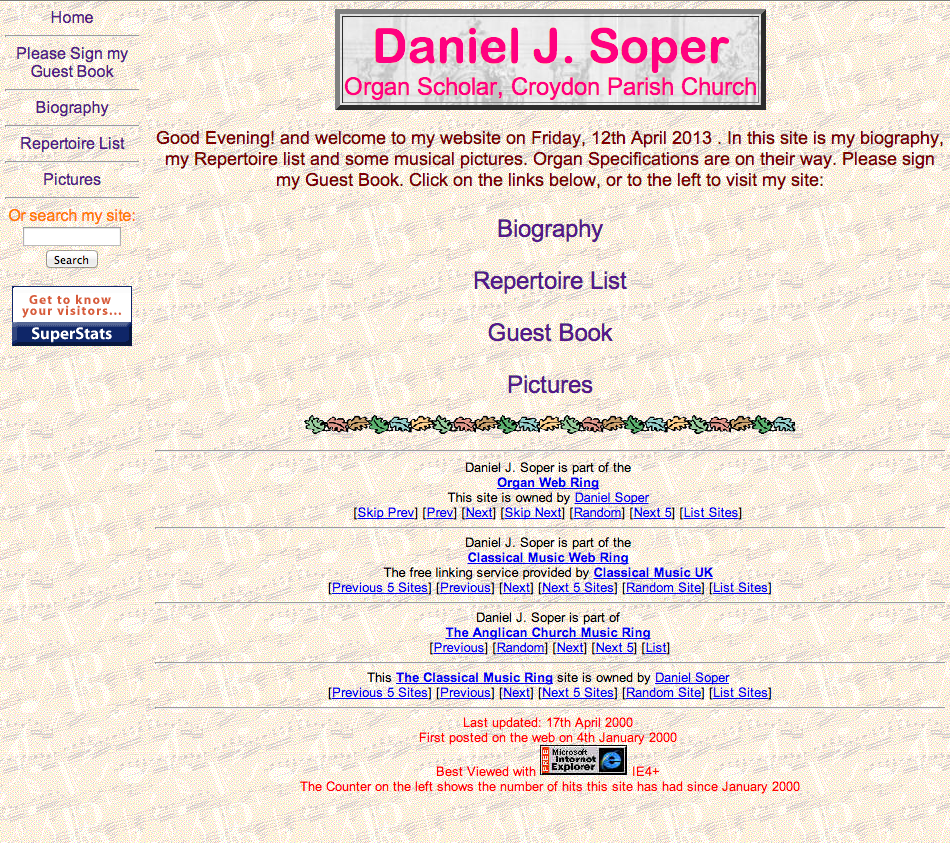 Home
Please Sign my
Guest Book
Biography
Repertoire List
Pictures
Or search my site:
Search
Get to know
your visitors...
SuperStats
Daniel J. Soper
Organ Scholar, Croydon Parish Church
Good Evening! and welcome to my website on Friday, 12th April 2013 . In this site is my biography,
my Repertoire list and some musical pictures. Organ Specifications are on their way. Please sign
my Guest Book. Click on the links below, or to the left to visit my site:
Biography
Repertoire List
Guest Book
Pictures
Daniel J. Soper is part of the
Organ Web Ring
This site is owned by Daniel Soper
[Skip Prev] [Prev] [Next] [Skip Next] [Random] [Next 5] [List Sites]
Daniel J. Soper is part of the
Classical Music Web Ring
The free linking service provided by Classical Music UK
[Previous 5 Sites] [Previous] [Next] [Next 5 Sites] [Random Site] [List Sites]
Daniel J. Soper is part of
The Anglican Church Music Ring
[Previous] [Random] [Next] [Next 5] [List]
This The Classical Music Ring site is owned by Daniel Soper
[Previous 5 Sites] [Previous] [Next] [Next 5 Sites] [Random Site] [List Sites]
Last updated: 17th April 2000
First posted on the web on 4th January 2000
Best Viewed with Microsoft Internet Explorer IE4+
The Counter on the left shows the number of hits this site has had since January 2000